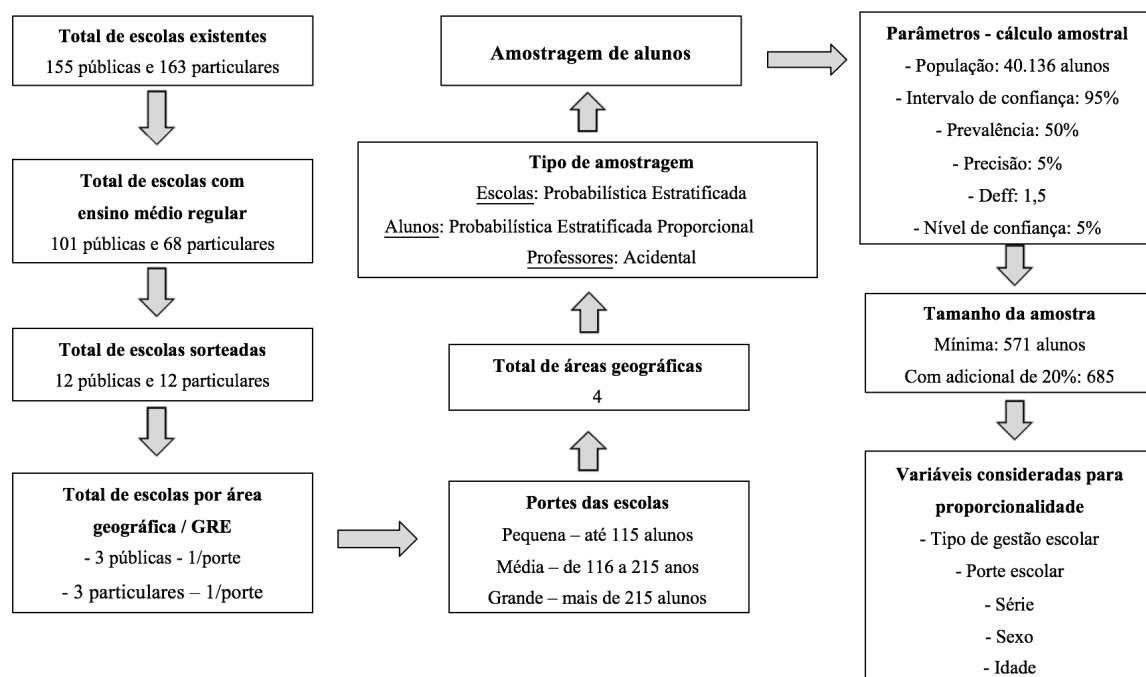 Total de escolas existentes
155 públicas e 163 particulares
Total de escolas com
ensino médio regular
101 públicas e 68 particulares
Total de escolas sorteadas
12 públicas e 12 particulares
Total de escolas por área
geográfica / GRE
- 3 públicas - 1/porte
- 3 particulares – 1/porte
Portes das escolas
Pequena – até 115 alunos
Média – de 116 a 215 anos
Grande – mais de 215 alunos
Total de áreas geográficas
4
Tipo de amostragem
Escolas: Probabilística Estratificada
Alunos: Probabilística Estratificada Proporcional
Professores: Acidental
Amostragem de alunos
Parâmetros - cálculo amostral
- População: 40.136 alunos
- Intervalo de confiança: 95%
- Prevalência: 50%
- Precisão: 5%
- Deff: 1,5
- Nível de confiança: 5%
Tamanho da amostra
Mínima: 571 alunos
Com adicional de 20%: 685
Variáveis consideradas para
proporcionalidade
- Tipo de gestão escolar
- Porte escolar
- Série
- Sexo
- Idade